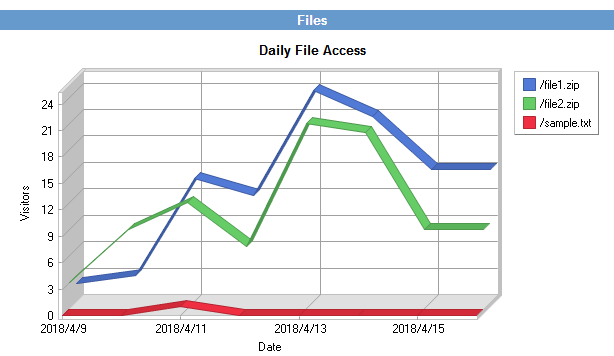 Files
Daily File Access
/file1.zip
/file2.zip
/sample.txt
24
21
18
15
12
9
6
3
0
Visitors
2018/4/9
2018/4/11
2018/4/13
2018/4/15
Date